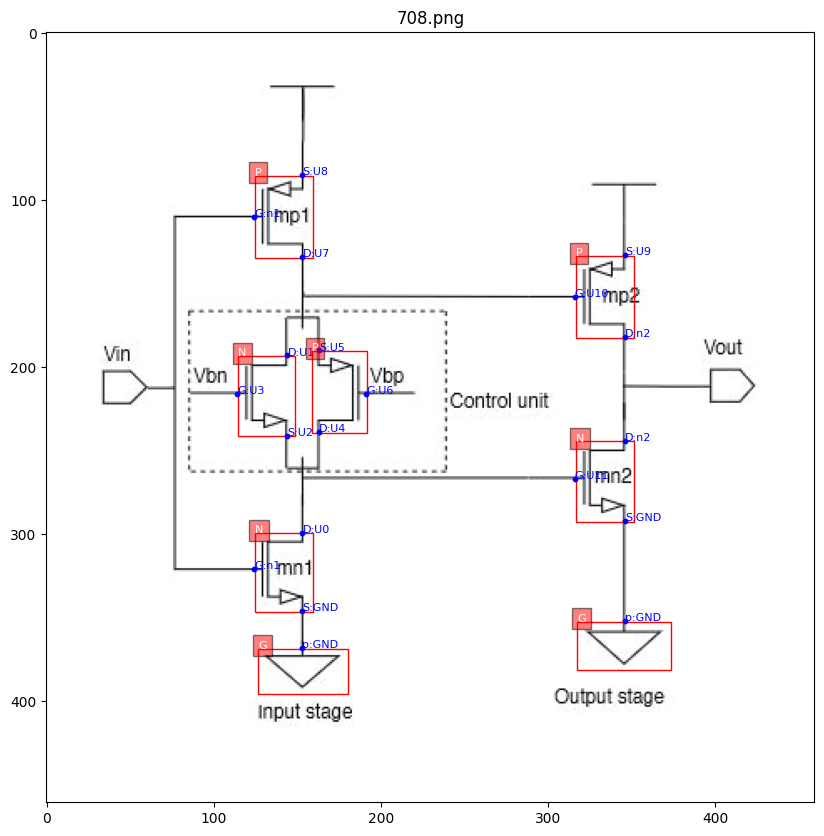 708.png
0
100
200
300
400
0
100
200
300
400
P
S:U8
G:n1
mp1
D:U7
P
S:U9
G:U10
mp2
D:n2
Vin
Vout
N
D:U1
S:U5
Vbn
Vbp
G:U3
G:U6
Control unit
S:U2
D:U4
N
D:n2
mn2
S:GND
N
D:U0
G:n1
mn1
S:GND
G
p:GND
G
p:GND
Input stage
Output stage